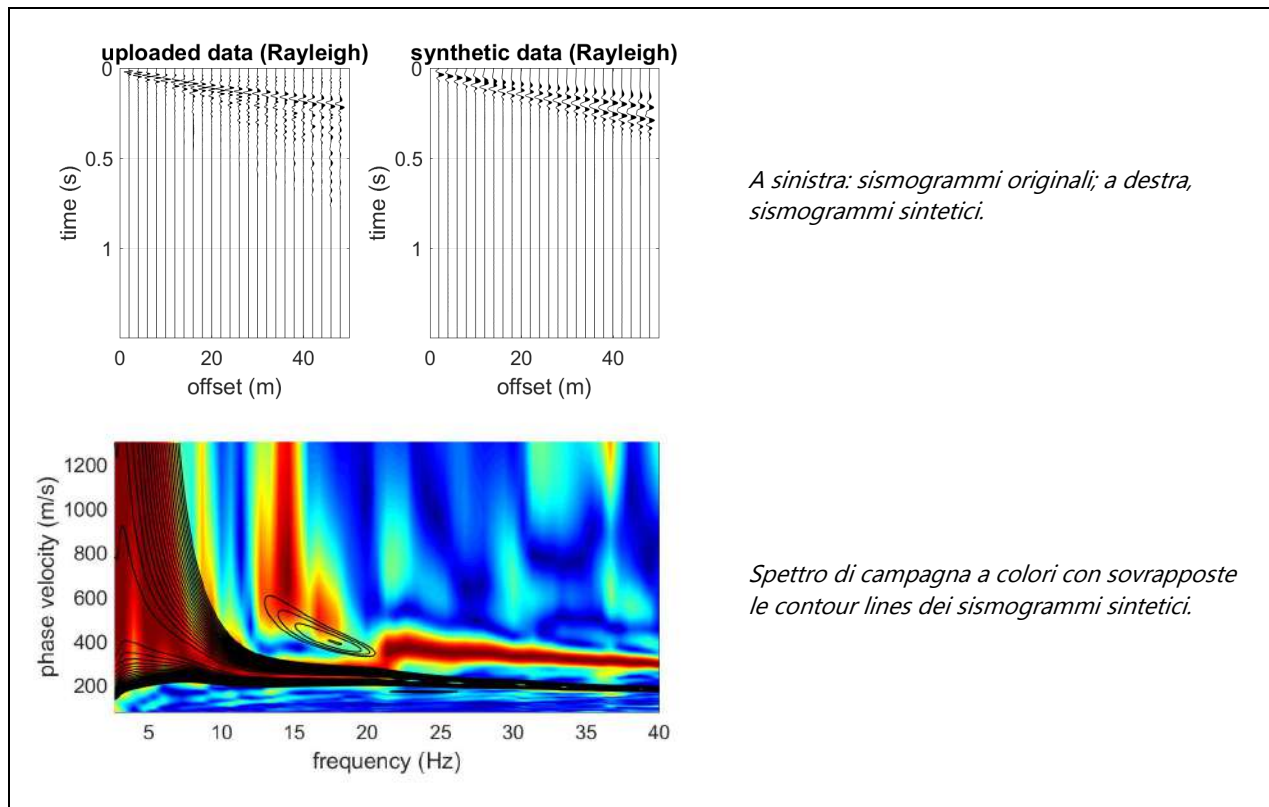 uploaded data (Rayleigh)
synthetic data (Rayleigh)
0
0.5
1
time (s)
0
20
40
offset (m)
0
0.5
1
time (s)
0
20
40
offset (m)
A sinistra: sismogrammi originali; a destra,
sismogrammi sintetici.
1200
1000
800
600
400
200
phase velocity (m/s)
5
10
15
20
25
30
35
40
frequency (Hz)
Spettro di campagna a colori con sovrapposte
le contour lines dei sismogrammi sintetici.